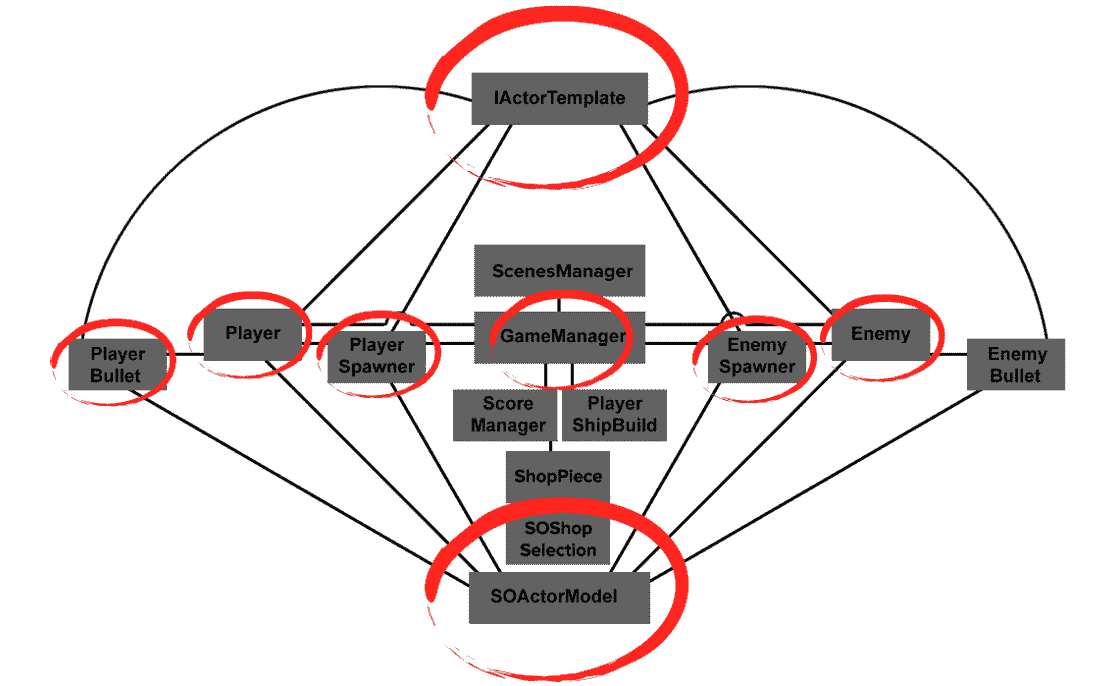 IActorTemplate
ScenesManager
GameManager
Player
Player
Spawner
Player
Bullet
Enemy
Spawner
Enemy
Enemy
Bullet
Score
Manager
Player
ShipBuild
ShopPiece
SOShop
Selection
SOActorModel